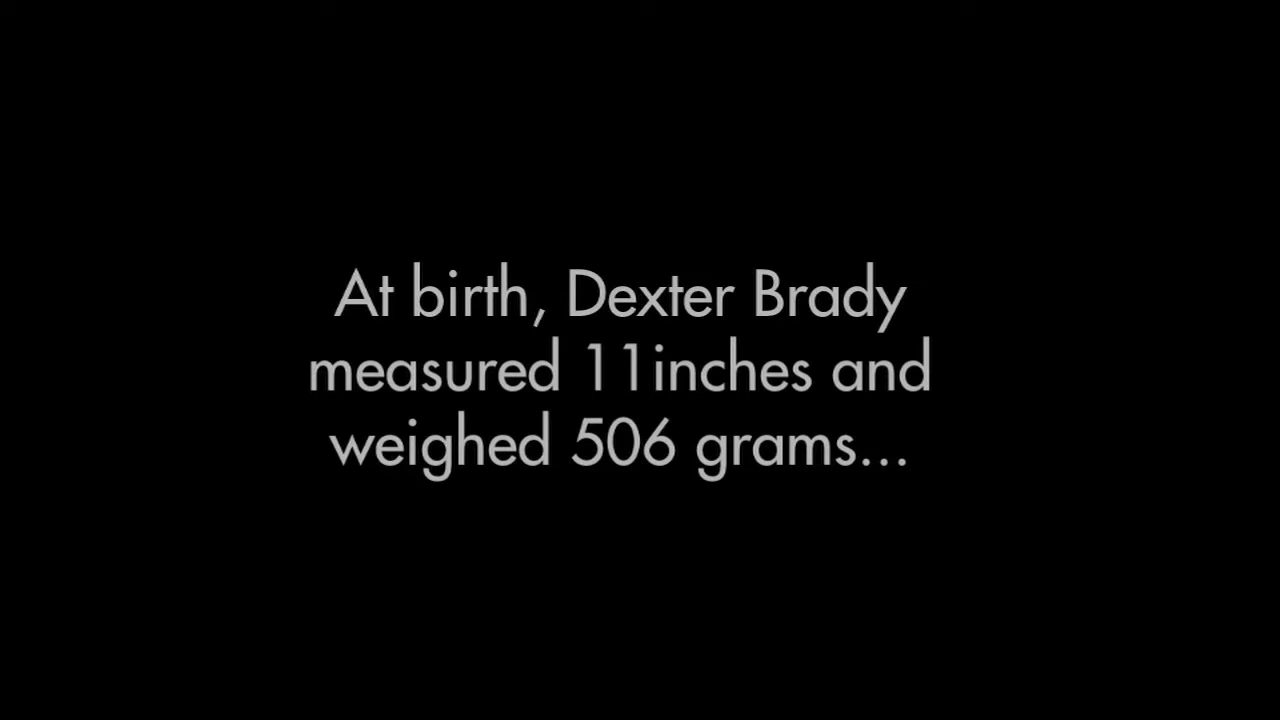 At birth, Dexter Brady
measured 11inches and
weighed 506 grams...